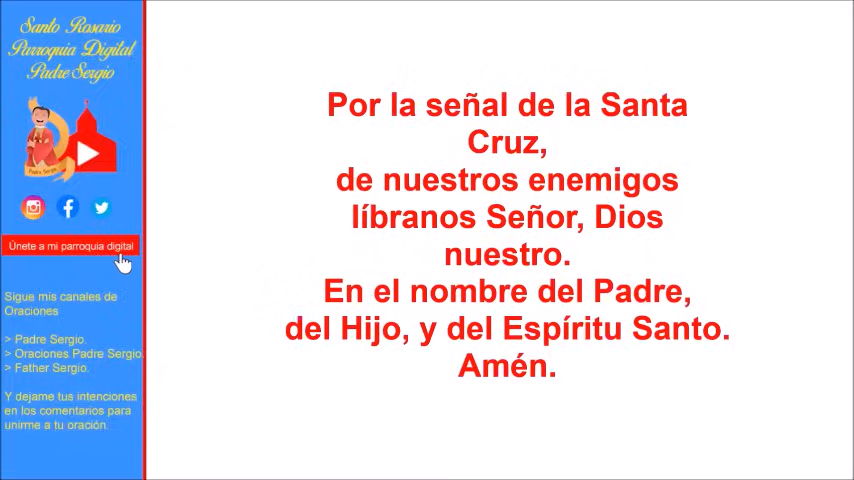 Santo Rosario
Parroquia Digital
Padre Sergio
Padre Sergio
Únete a mi parroquia digital
Sigue mis canales de
Oraciones
> Padre Sergio.
> Oraciones Padre Sergio.
> Father Sergio.
Y dejame tus intenciones
en los comentarios para
unirme a tu oración.
Por la señal de la Santa
Cruz,
de nuestros enemigos
líbranos Señor, Dios
nuestro.
En el nombre del Padre,
del Hijo, y del Espíritu Santo.
Amén.